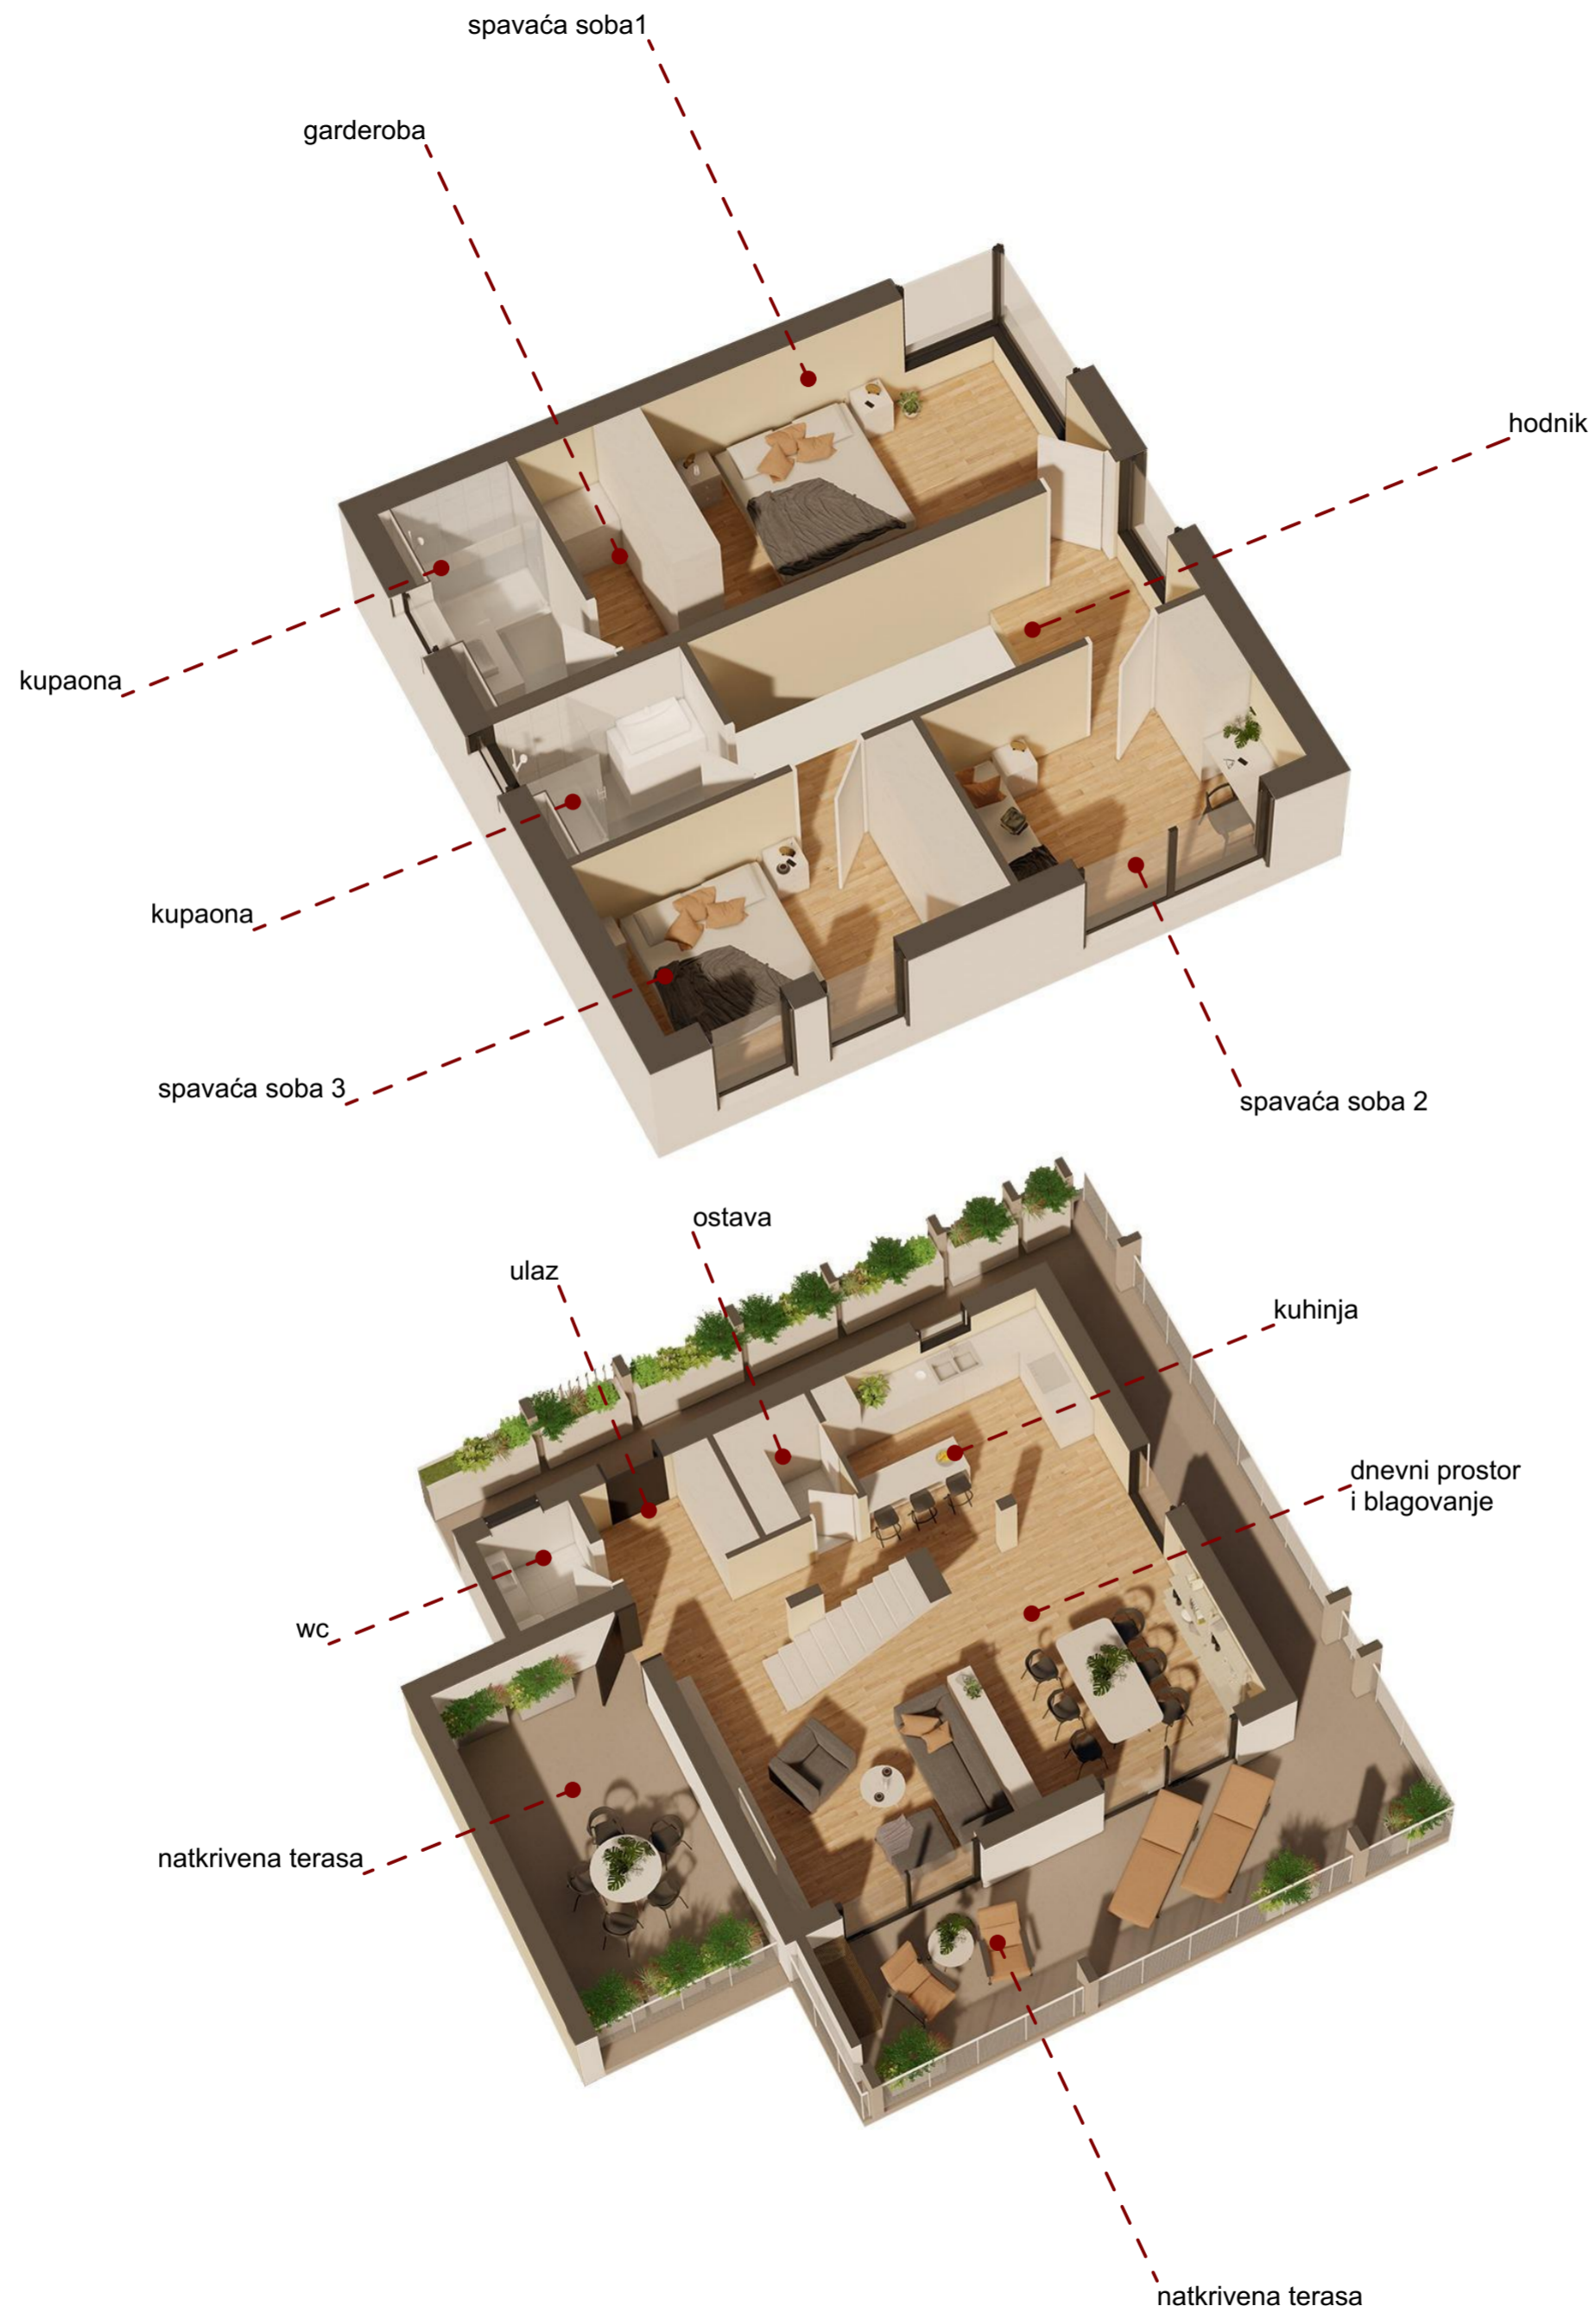 spavaća soba1
garderoba
hodnik
kupaona
kupaona
spavaća soba 3
spavaća soba 2
ostava
ulaz
kuhinja
dnevni prostor
i blagovanje
wc
natkrivena terasa
natkrivena terasa